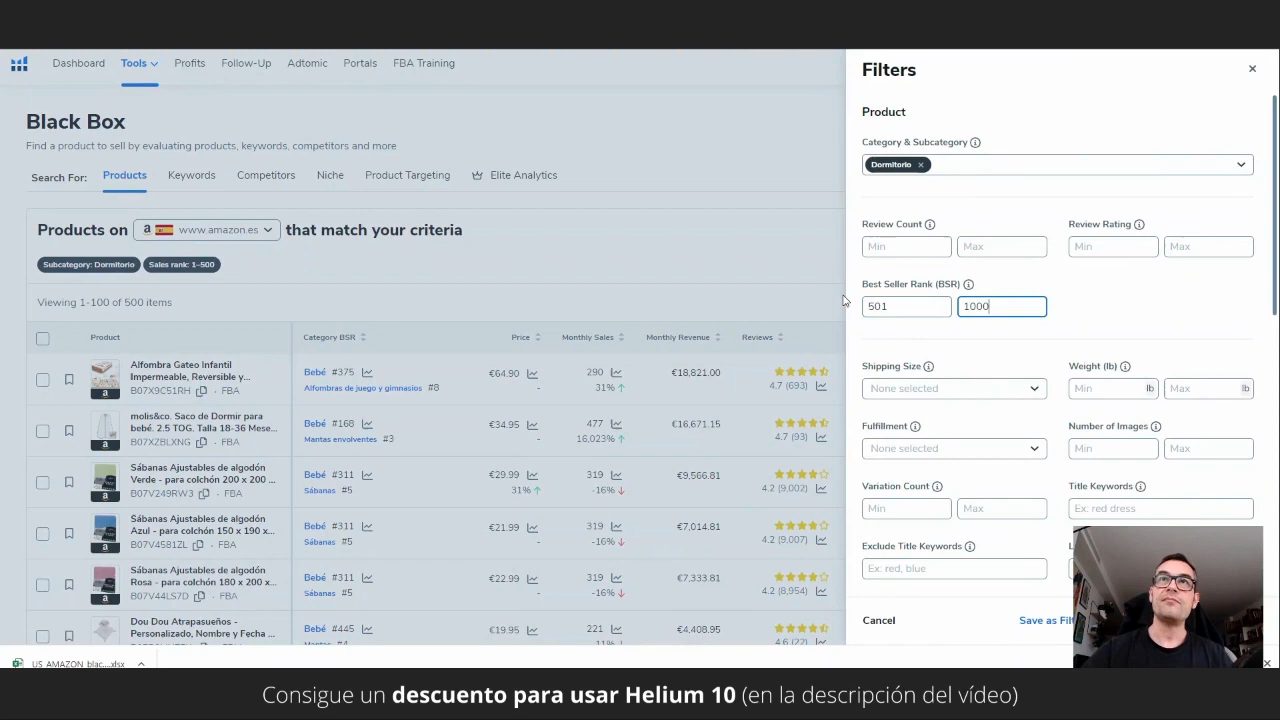 Dashboard
Tools
Profits
Follow-Up
Adtomic
Portals
FBA Training
Black Box
Find a product to sell by evaluating products, keywords, competitors and more
Search For:
Products
Keywords
Competitors
Niche
Product Targeting
Elite Analytics
Products on
www.amazon.es
that match your criteria
Subcategory: Dormitorio
Sales rank: 1–500
Viewing 1-100 of 500 items
Product
Category BSR
Price
Monthly Sales
Monthly Revenue
Reviews
Alfombra Gateo Infantil
Impermeable, Reversible y...
B07X9C51RH · FBA
Bebé #375
Alfombras de juego y gimnasios #8
€64.90
-
290
31%
€18,821.00
4.7 (693)
molis&co. Saco de Dormir para
bebé. 2.5 TOG. Talla 18-36 Mese...
B07XZBLXNG · FBA
Bebé #168
Mantas envolventes #3
€34.95
-
477
16,023%
€16,671.15
4.7 (93)
Sábanas Ajustables de algodón
Verde - para colchón 200 x 200 ...
B07V249RW3 · FBA
Bebé #311
Sábanas #5
€29.99
31%
319
-16%
€9,566.81
4.2 (9,002)
Sábanas Ajustables de algodón
Azul - para colchón 150 x 190 x...
B07V4581ZL · FBA
Bebé #311
Sábanas #5
€21.99
-
319
-16%
€7,014.81
4.2 (9,007)
Sábanas Ajustables de algodón
Rosa - para colchón 180 x 200 x...
B07V44LS7D · FBA
Bebé #311
Sábanas #5
€22.99
-
319
-16%
€7,333.81
4.2 (8,954)
Dou Dou Atrapasueños -
Personalizado, Nombre y Fecha ...
Bebé #445
Mantas #4
€19.95
-
221
11%
€4,408.95
4.6 (22)
Filters
Product
Category & Subcategory
Dormitorio
Review Count
Min
Max
Review Rating
Min
Max
Best Seller Rank (BSR)
501
1000
Shipping Size
None selected
Weight (lb)
Min lb
Max lb
Fulfillment
None selected
Number of Images
Min
Max
Variation Count
Min
Max
Title Keywords
Ex: red dress
Exclude Title Keywords
Ex: red, blue
Cancel
Save as Filt
US_AMAZON_blac....xlsx
Consigue un descuento para usar Helium 10 (en la descripción del vídeo)